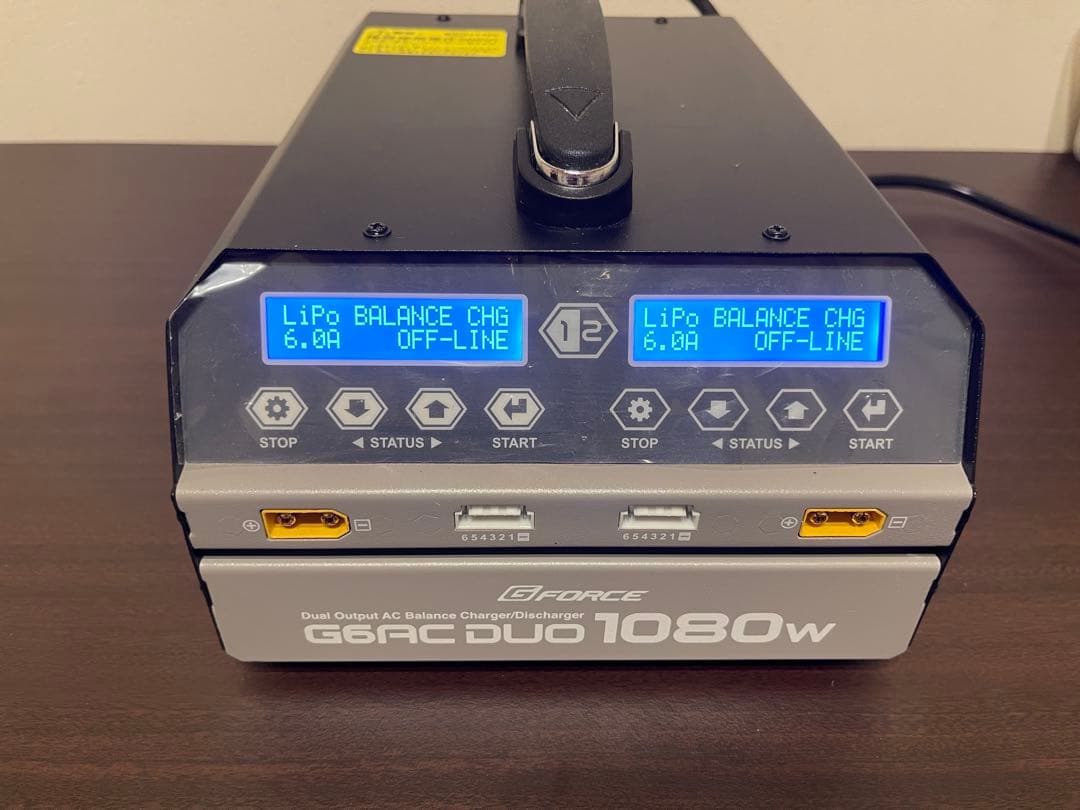 LiPo BALANCE CHG
6.0A OFF-LINE
12
LiPo BALANCE CHG
6.0A OFF-LINE
STOP
◀ STATUS ▶
START
STOP
◀ STATUS ▶
START
⊕
⊟
654321⊟
654321⊟
⊕
⊟
GFORCE
Dual Output AC Balance Charger/Discharger
G6AC DUO 1080W